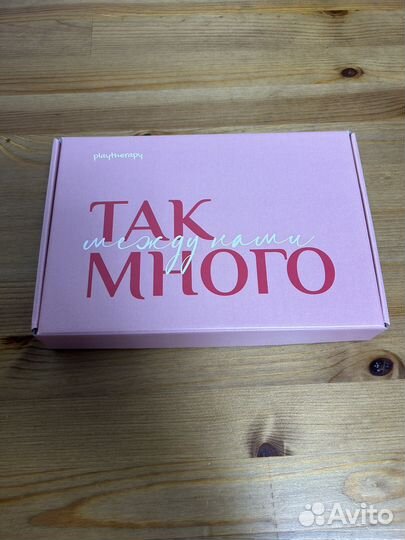 playtherapy
ТАК
между нами
МНОГО
Avito